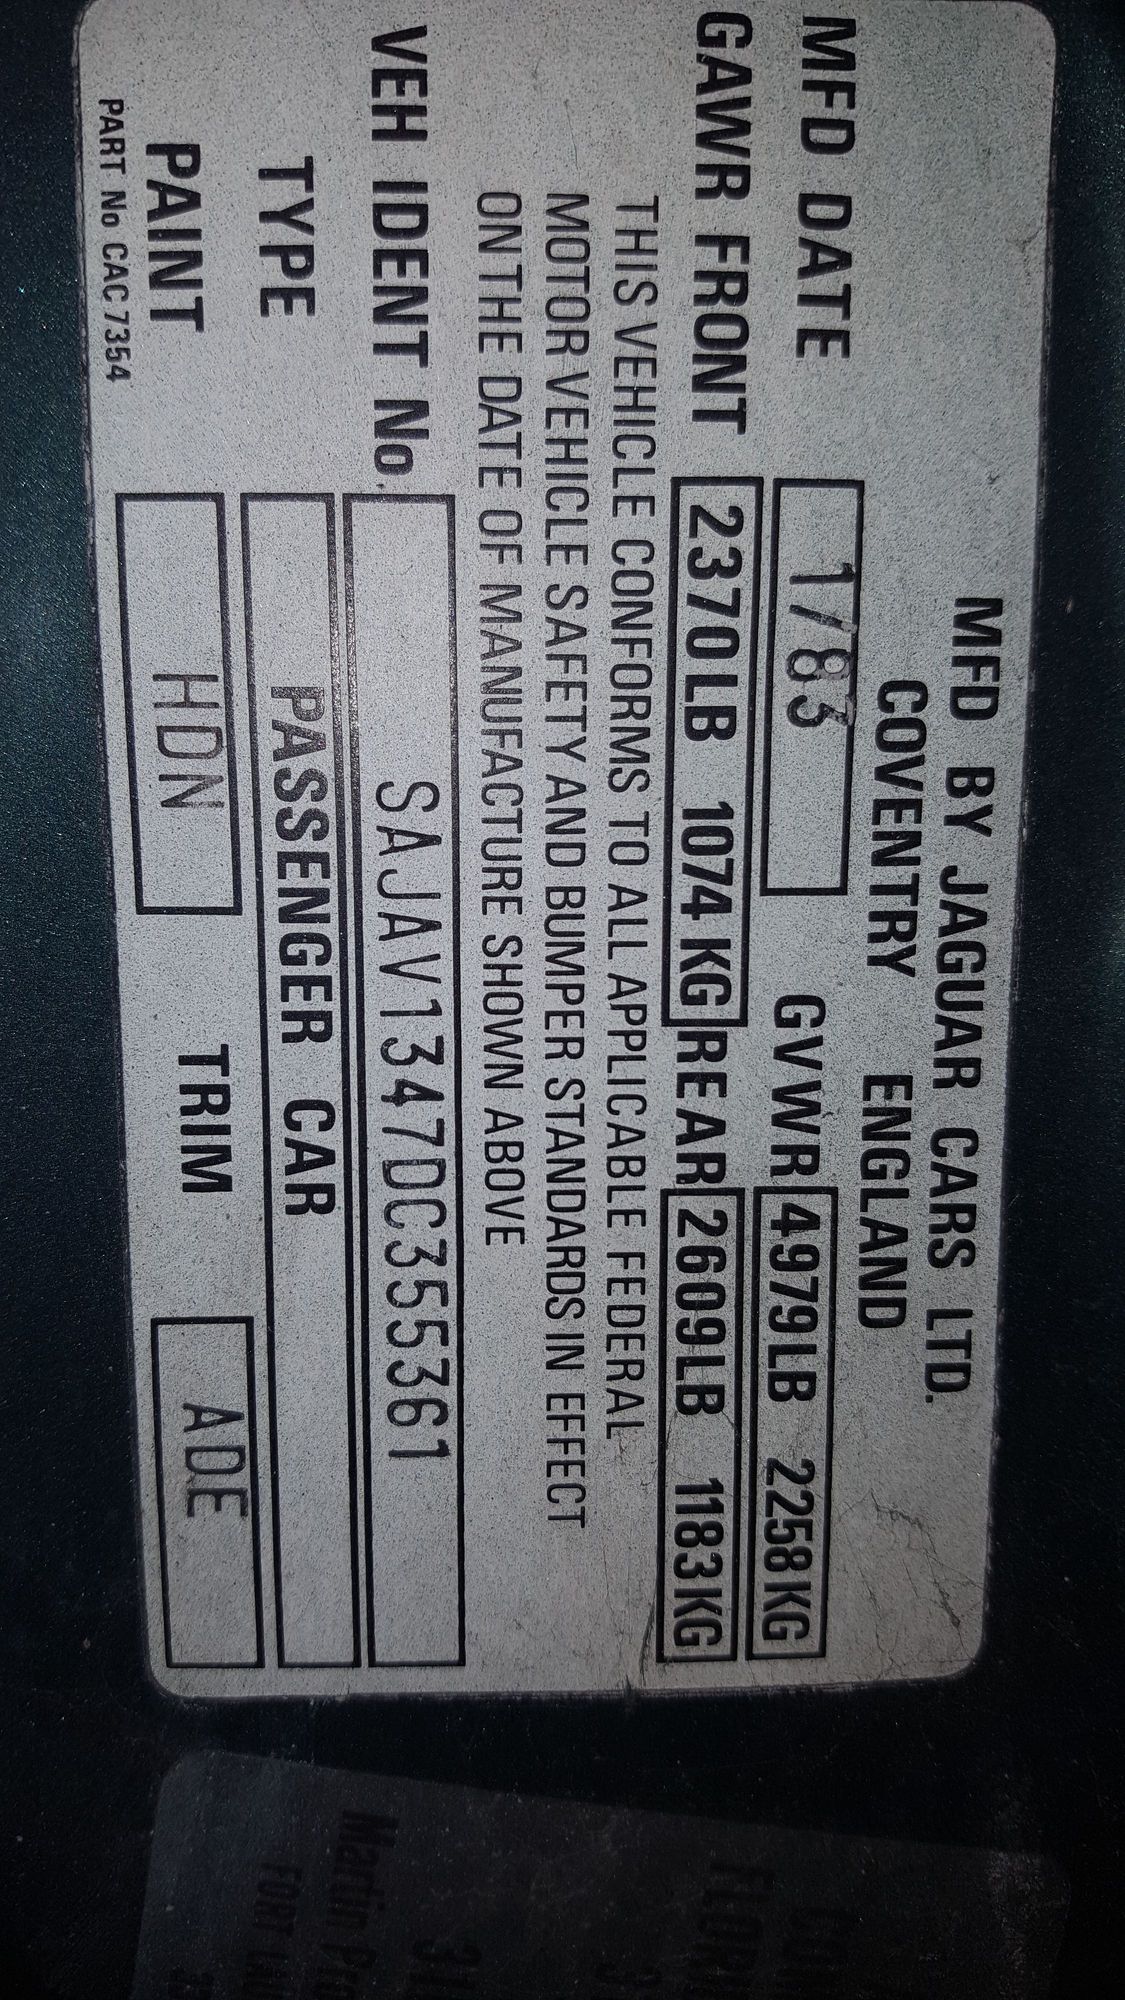 MFD BY JAGUAR CARS LTD.
COVENTRY ENGLAND
MFD DATE 1/83 GVWR 4979LB 2258KG
GAWR FRONT 2370LB 1074KG REAR 2609LB 1183KG
THIS VEHICLE CONFORMS TO ALL APPLICABLE FEDERAL
MOTOR VEHICLE SAFETY AND BUMPER STANDARDS IN EFFECT
ON THE DATE OF MANUFACTURE SHOWN ABOVE
VEH IDENT No. SAJAV1347DC355361
TYPE PASSENGER CAR
PAINT HDN TRIM ADE
PART No CAC 7354
Martin
FORT